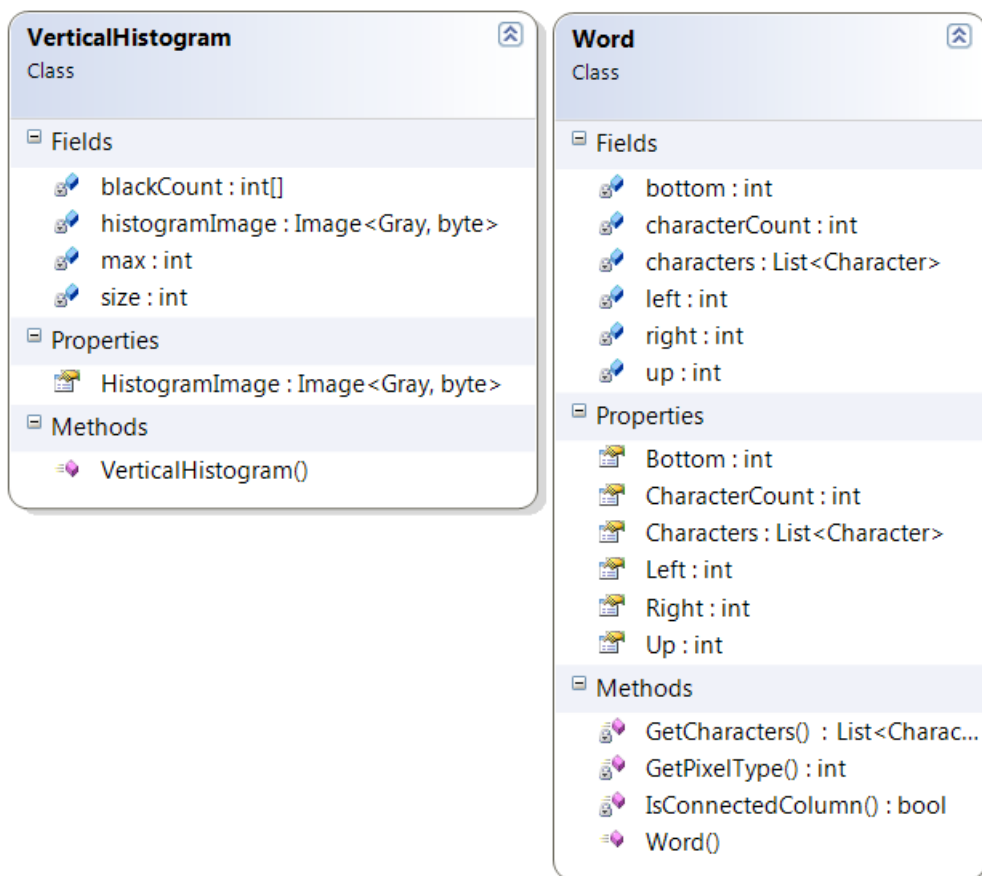 VerticalHistogram
Class
Fields
blackCount : int[]
histogramImage : Image<Gray, byte>
max : int
size : int
Properties
HistogramImage : Image<Gray, byte>
Methods
VerticalHistogram()
Word
Class
Fields
bottom : int
characterCount : int
characters : List<Character>
left : int
right : int
up : int
Properties
Bottom : int
CharacterCount : int
Characters : List<Character>
Left : int
Right : int
Up : int
Methods
GetCharacters() : List<Charac...
GetPixelType() : int
IsConnectedColumn() : bool
Word()